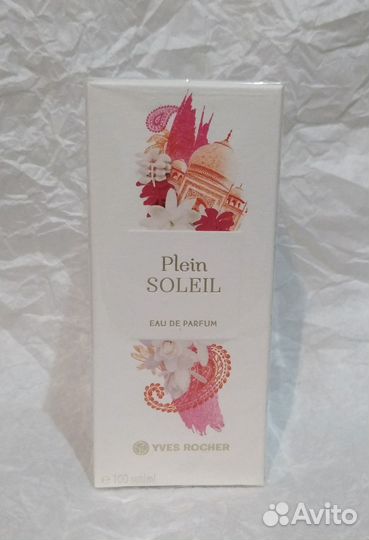 Plein
SOLEIL
EAU DE PARFUM
YVES ROCHER
e 100 ml
Avito